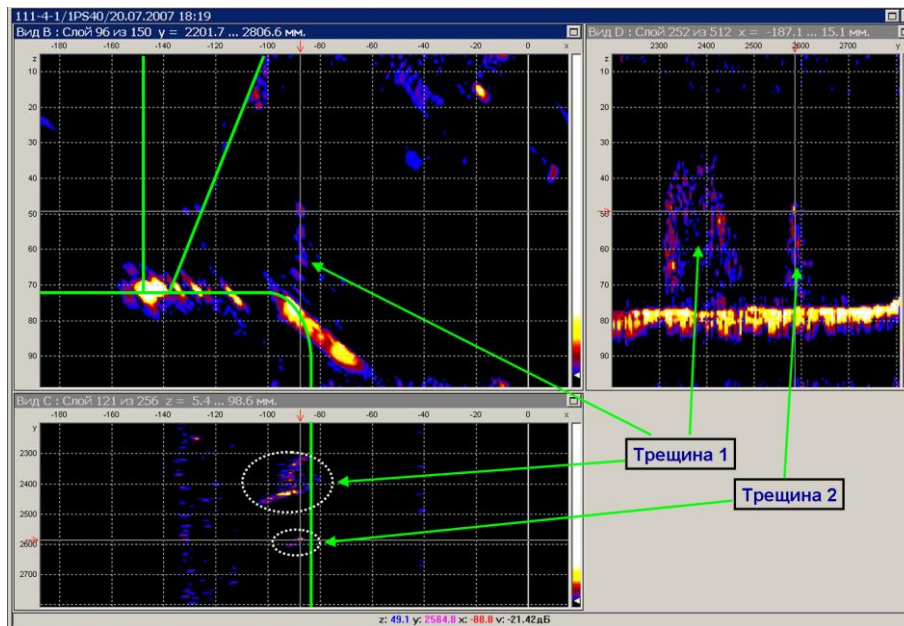 111-4-1/1PS40/20.07.2007 18:19
Вид B : Слой 96 из 150 y = 2201.7 ... 2806.6 мм.
-180 -160 -140 -120 -100 -80 -60 -40 -20 0 x
z
10
20
30
40
50
60
70
80
90
Вид D : Слой 252 из 512 x = -187.1 ... 15.1 мм.
2300 2400 2500 2600 2700 y
z
10
20
30
40
50
60
70
80
90
Вид C : Слой 121 из 256 z = 5.4 ... 98.6 мм.
-180 -160 -140 -120 -100 -80 -60 -40 -20 0 x
y
2300
2400
2500
2600
2700
Трещина 1
Трещина 2
z: 49.1 y: 2584.0 x: -88.0 v: -21.42дБ